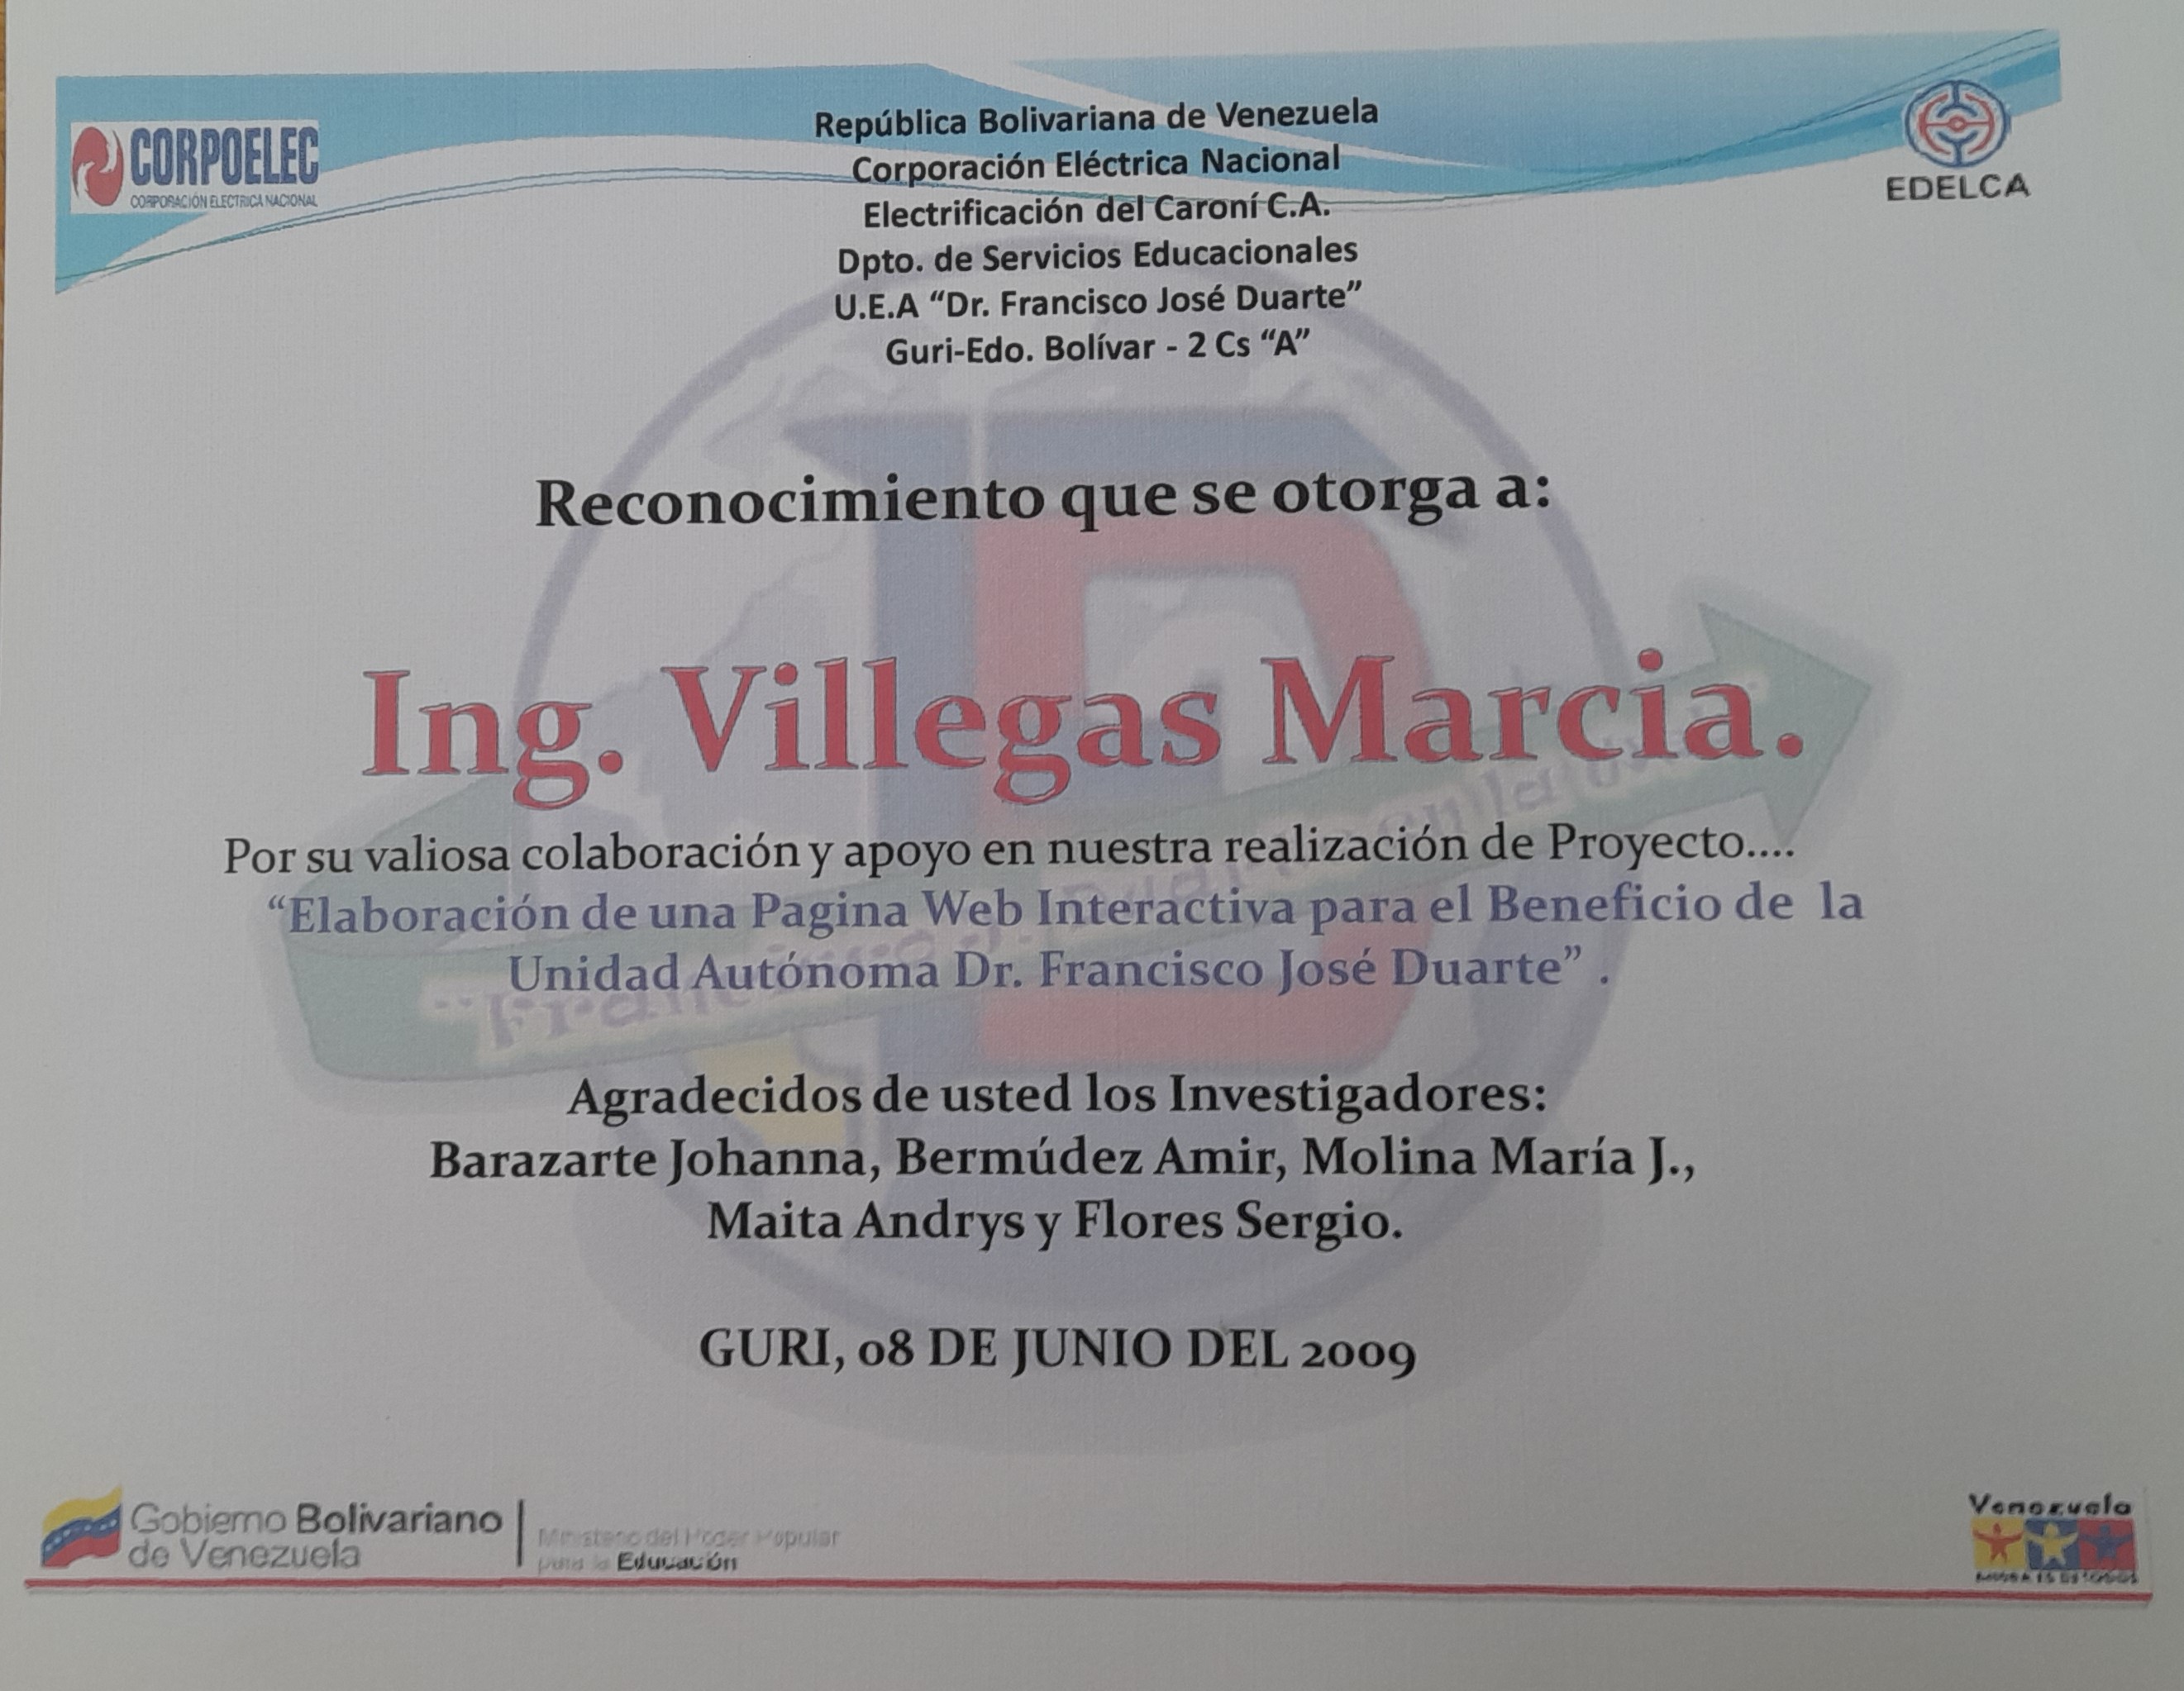 República Bolivariana de Venezuela
CORPOELEC
CORPORACIÓN ELECTRICA NACIONAL
Corporación Eléctrica Nacional
EDELCA
Electrificación del Caroní C.A.
Dpto. de Servicios Educacionales
U.E.A “Dr. Francisco José Duarte”
Guri-Edo. Bolívar - 2 Cs “A”
Reconocimiento que se otorga a:
Ing. Villegas Marcia.
Por su valiosa colaboración y apoyo en nuestra realización de Proyecto....
“Elaboración de una Pagina Web Interactiva para el Beneficio de la
Unidad Autónoma Dr. Francisco José Duarte” .
Agradecidos de usted los Investigadores:
Barazarte Johanna, Bermúdez Amir, Molina María J.,
Maita Andrys y Flores Sergio.
GURI, 08 DE JUNIO DEL 2009
Gobierno Bolivariano
de Venezuela
Ministerio del Poder Popular
para la Educación
Venezuela